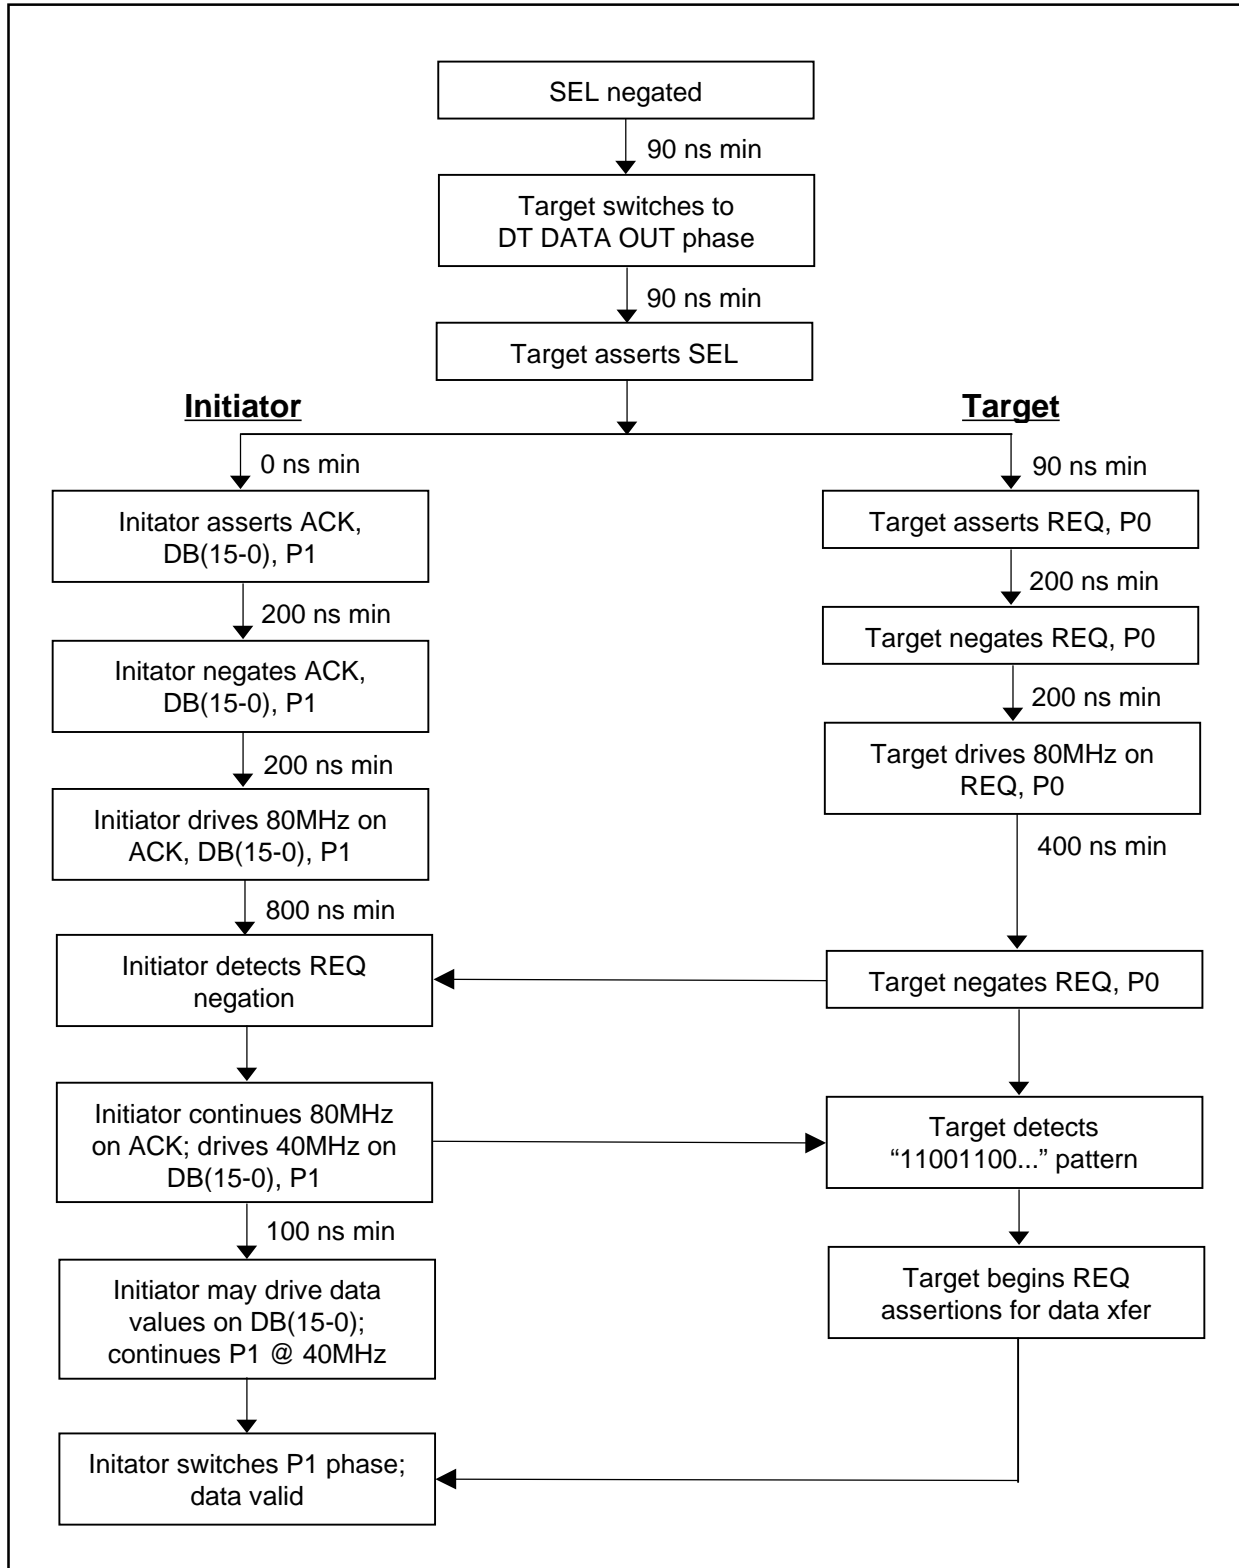 SEL negated
90 ns min
Target switches to
DT DATA OUT phase
90 ns min
Target asserts SEL
Initiator
Target
0 ns min
90 ns min
Initator asserts ACK,
DB(15-0), P1
Target asserts REQ, P0
200 ns min
200 ns min
Initator negates ACK,
DB(15-0), P1
Target negates REQ, P0
200 ns min
200 ns min
Initiator drives 80MHz on
ACK, DB(15-0), P1
Target drives 80MHz on
REQ, P0
800 ns min
400 ns min
Initiator detects REQ
negation
Target negates REQ, P0
Initiator continues 80MHz
on ACK; drives 40MHz on
DB(15-0), P1
Target detects
“11001100...” pattern
100 ns min
Initiator may drive data
values on DB(15-0);
continues P1 @ 40MHz
Target begins REQ
assertions for data xfer
Initator switches P1 phase;
data valid